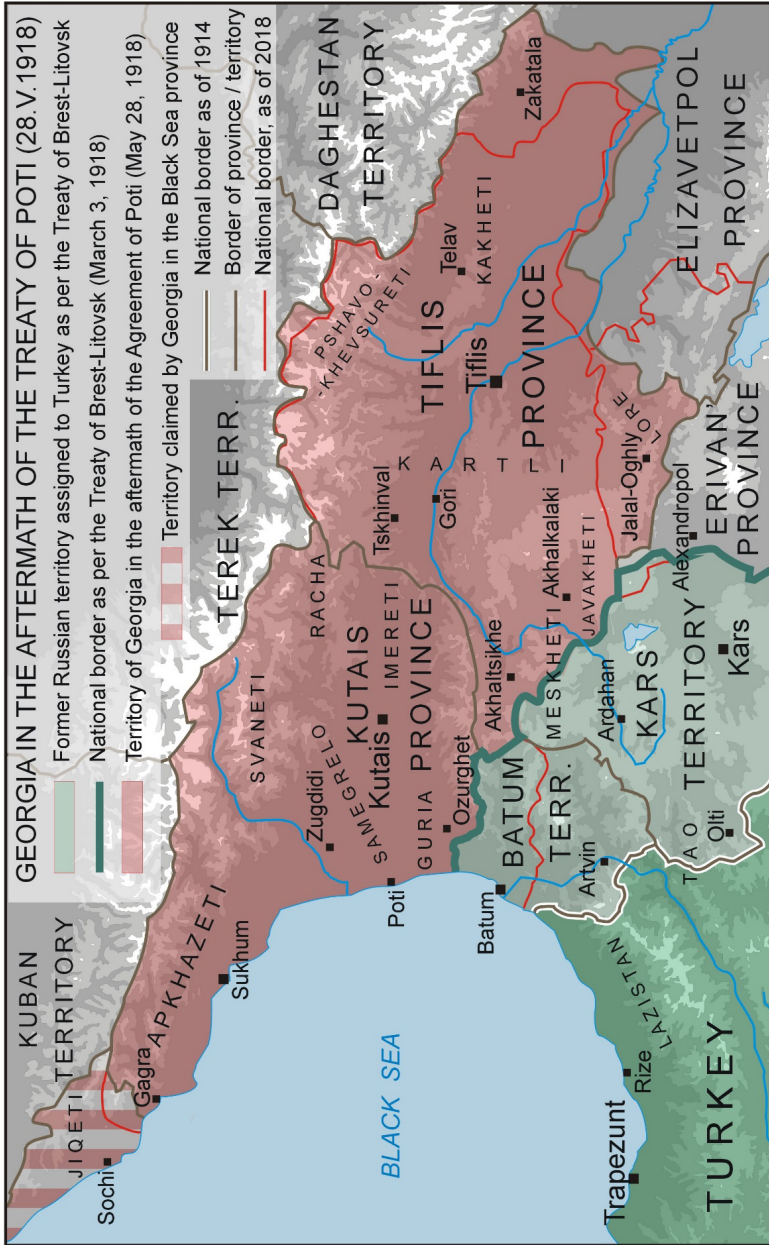 GEORGIA IN THE AFTERMATH OF THE TREATY OF POTI (28.V.1918)
Former Russian territory assigned to Turkey as per the Treaty of Brest-Litovsk
National border as per the Treaty of Brest-Litovsk (March 3, 1918)
Territory of Georgia in the aftermath of the Agreement of Poti (May 28, 1918)
Territory claimed by Georgia in the Black Sea province
National border as of 1914
Border of province / territory
National border, as of 2018
KUBAN
TERRITORY
JIQETI
Sochi
Gagra
APKHAZETI
Sukhum
SVANETI
TEREK TERR.
DAGHESTAN
TERRITORY
PSHAVO-
-KHEVSURETI
RACHA
Zugdidi
SAMEGRELO
KUTAIS
Kutais
IMERETI
PROVINCE
Poti
GURIA
Ozurghet
Tskhinval
Gori
KARTLI
TIFLIS
Tiflis
PROVINCE
Telav
KAKHETI
Zakatala
BLACK SEA
Batum
BATUM
TERR.
Artvin
Akhaltsikhe
MESKHETI
Akhalkalaki
JAVAKHETI
Jalal-Oghly
LORE
ELIZAVETPOL
PROVINCE
Ardahan
KARS
TERRITORY
Kars
Alexandropol
ERIVAN'
PROVINCE
TAO
Olti
LAZISTAN
Rize
Trapezunt
TURKEY